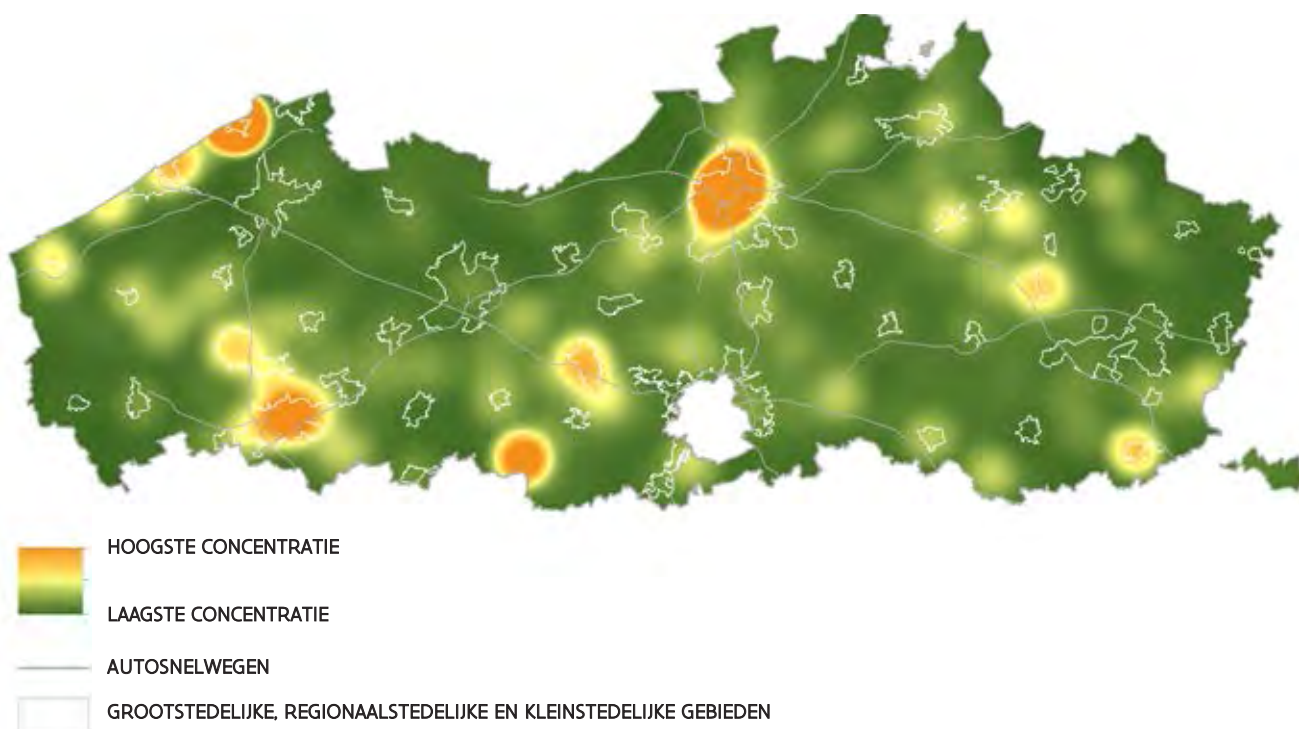 HOOGSTE CONCENTRATIE
LAAGSTE CONCENTRATIE
AUTOSNELWEGEN
GROOTSTEDELIJKE, REGIONAALSTEDELIJKE EN KLEINSTEDELIJKE GEBIEDEN